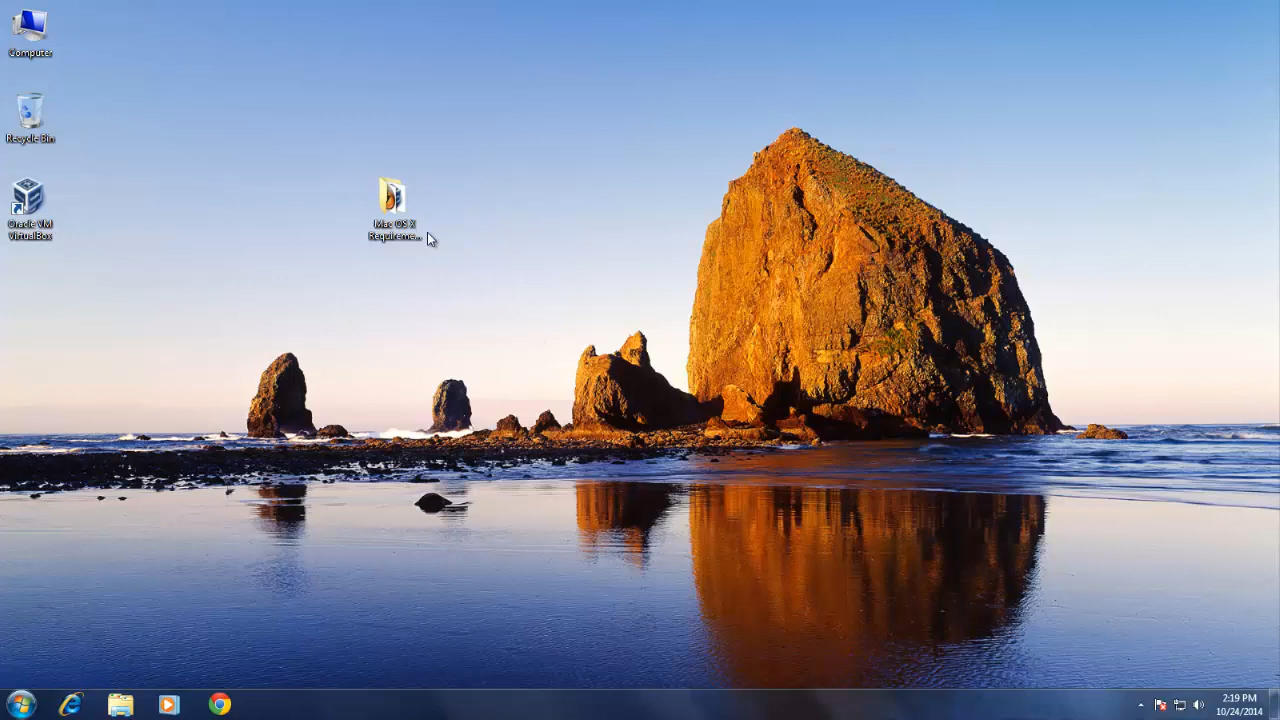 Computer
Recycle Bin
Oracle VM
VirtualBox
Mac OS X
Requireme...
2:19 PM
10/24/2014